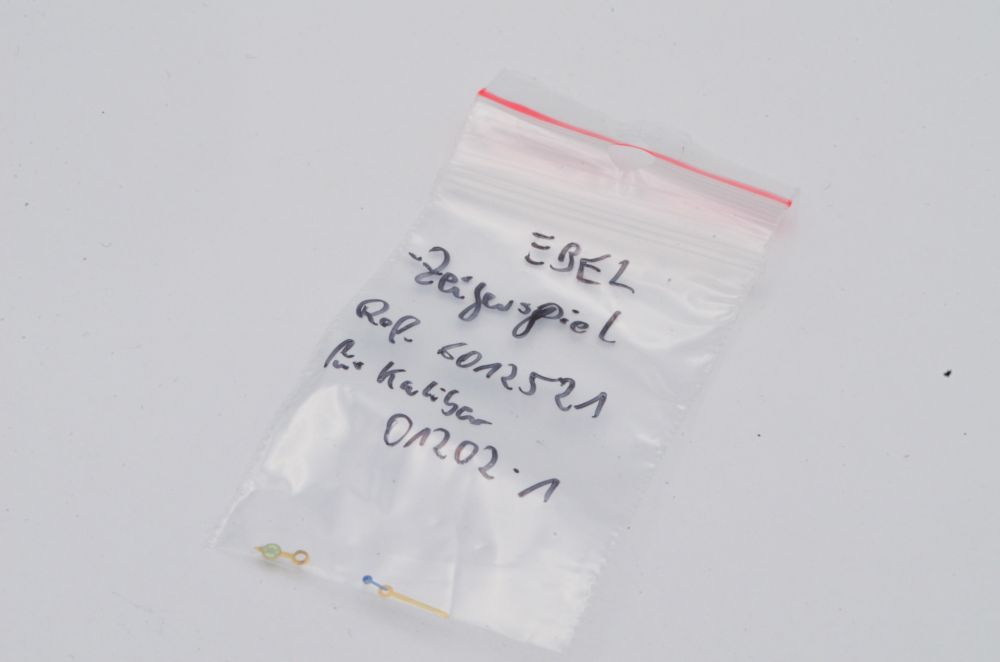 EBEL
-Zeigerspiel
Ref. 6012521
für Kaliber
01202.1